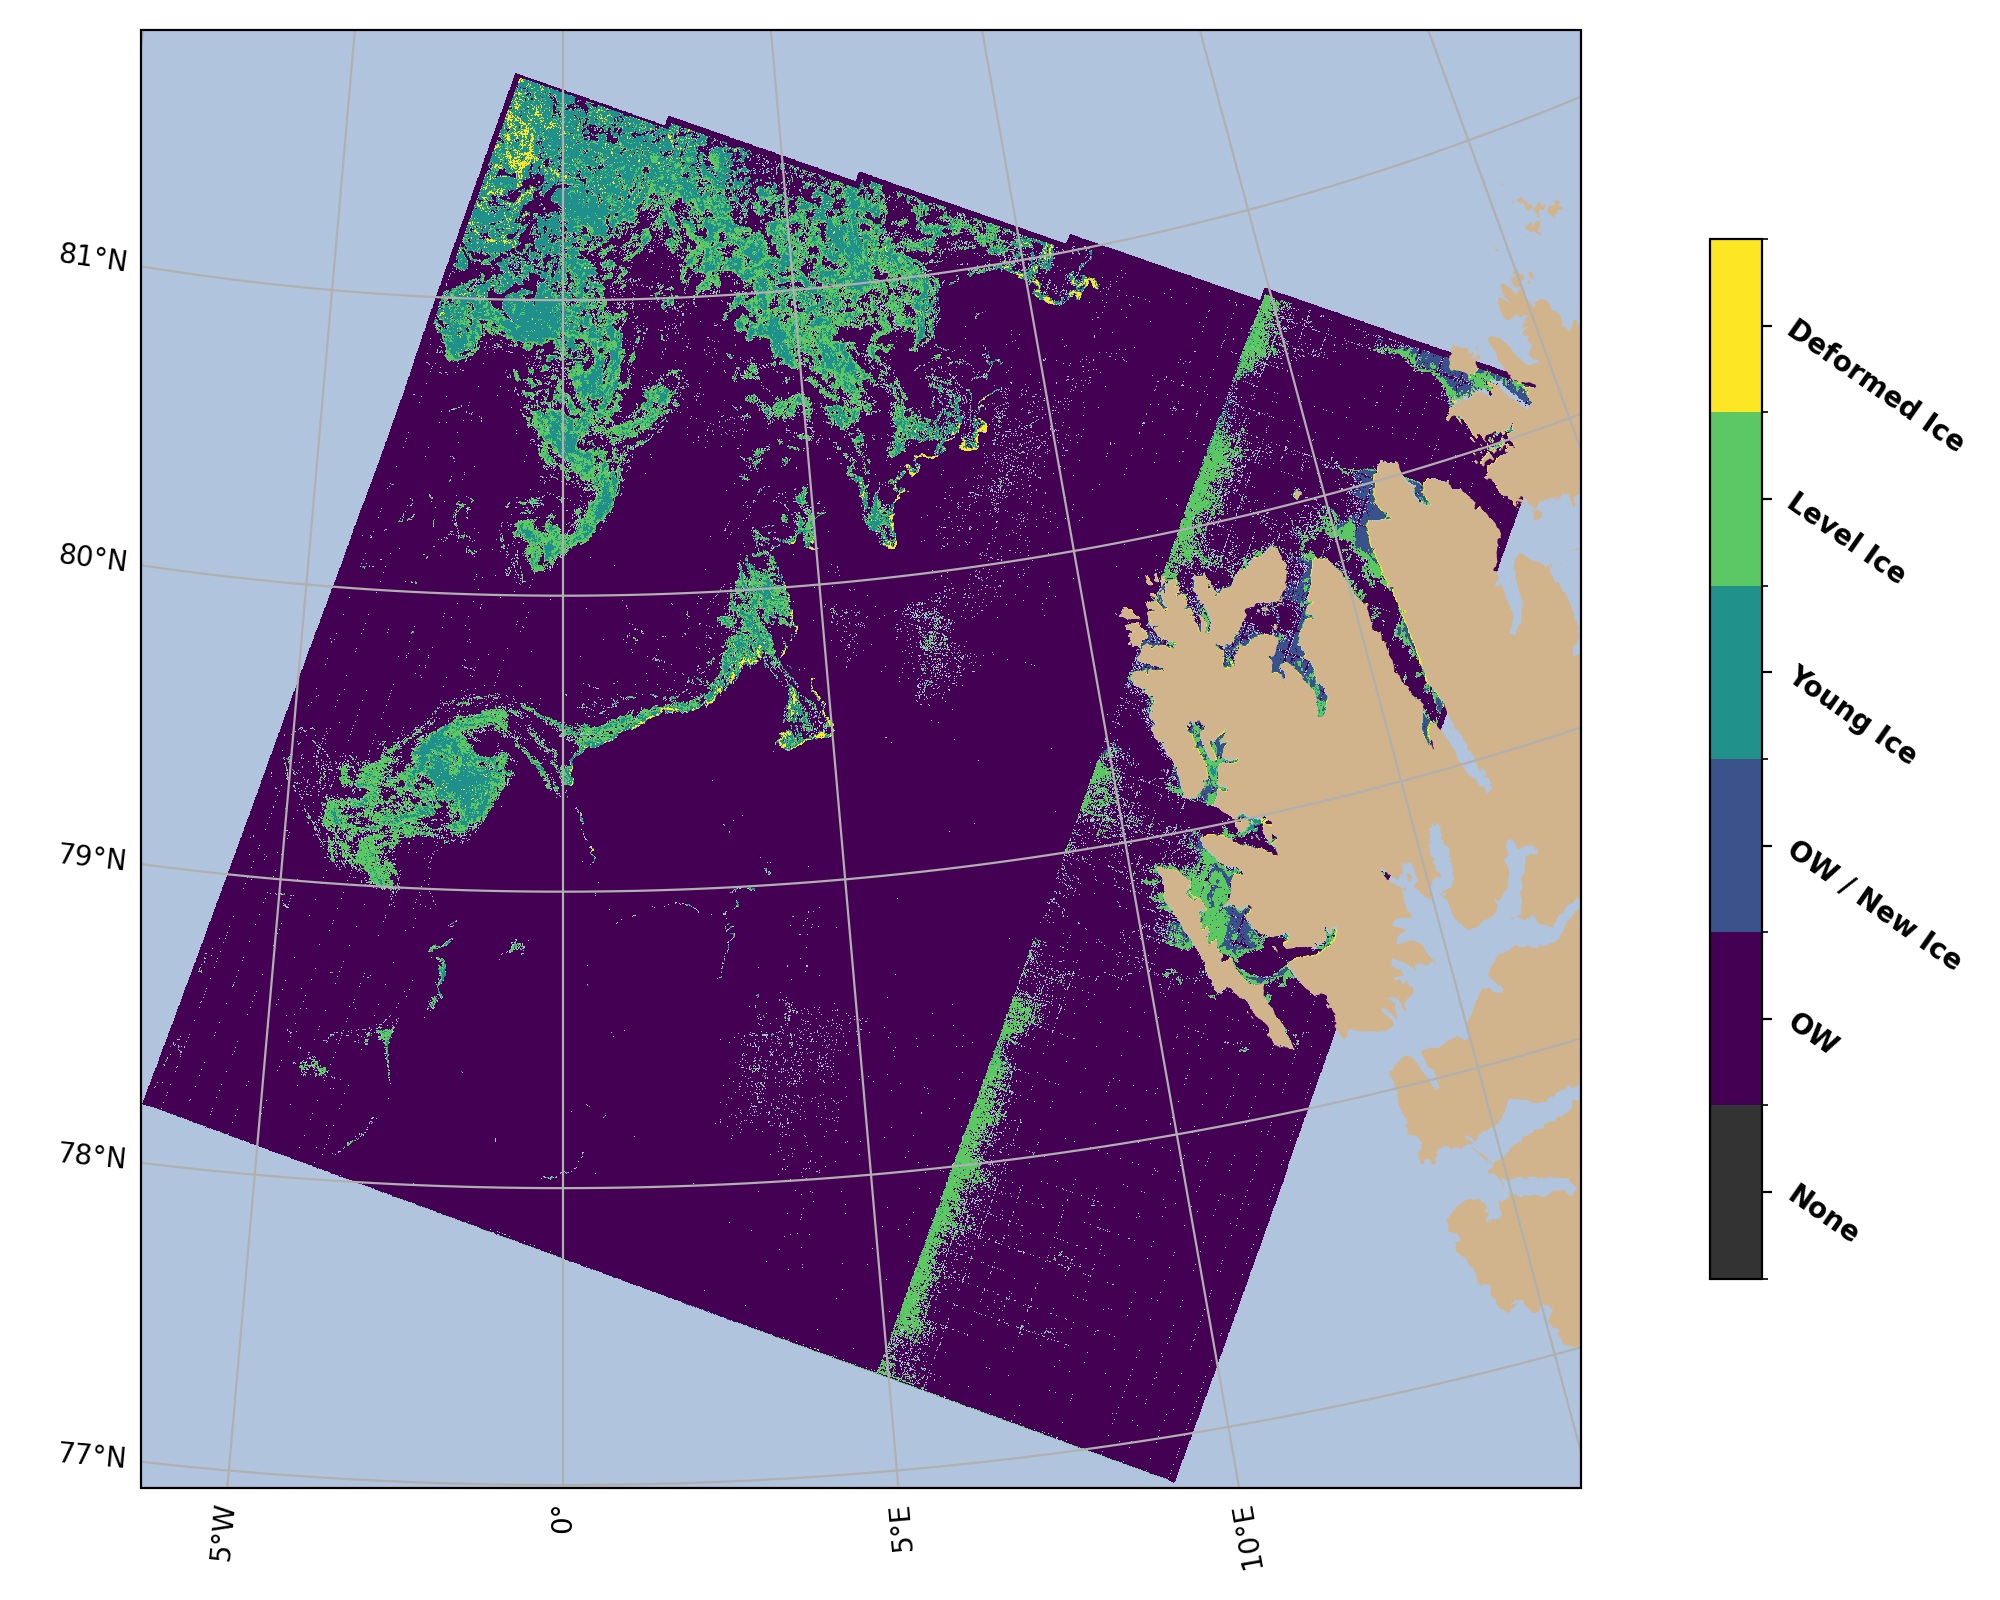 81°N
80°N
79°N
78°N
77°N
5°W
0°
5°E
10°E
Deformed Ice
Level Ice
Young Ice
OW / New Ice
OW
None